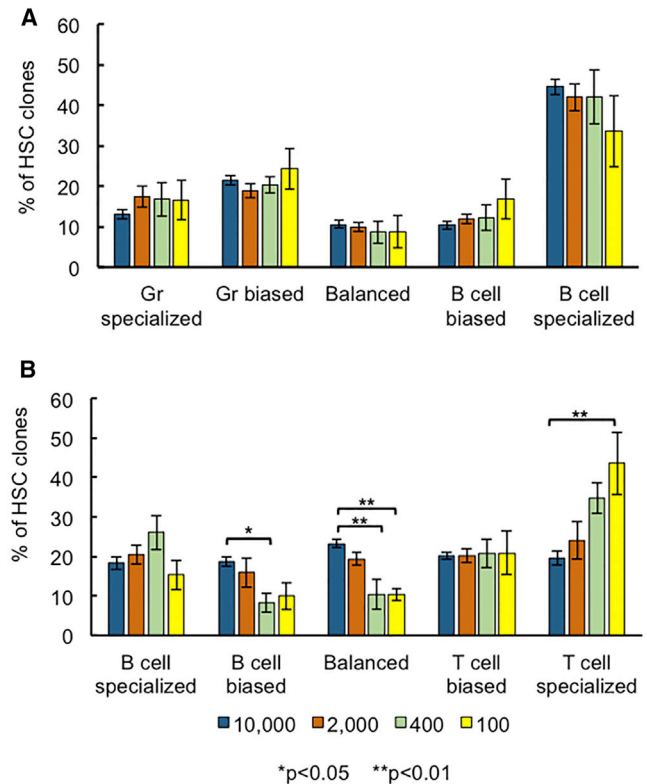 A
% of HSC clones
60
50
40
30
20
10
0
Gr specialized
Gr biased
Balanced
B cell biased
B cell specialized
B
% of HSC clones
60
50
40
30
20
10
0
*
**
**
**
B cell specialized
B cell biased
Balanced
T cell biased
T cell specialized
10,000 2,000 400 100
*p<0.05 **p<0.01